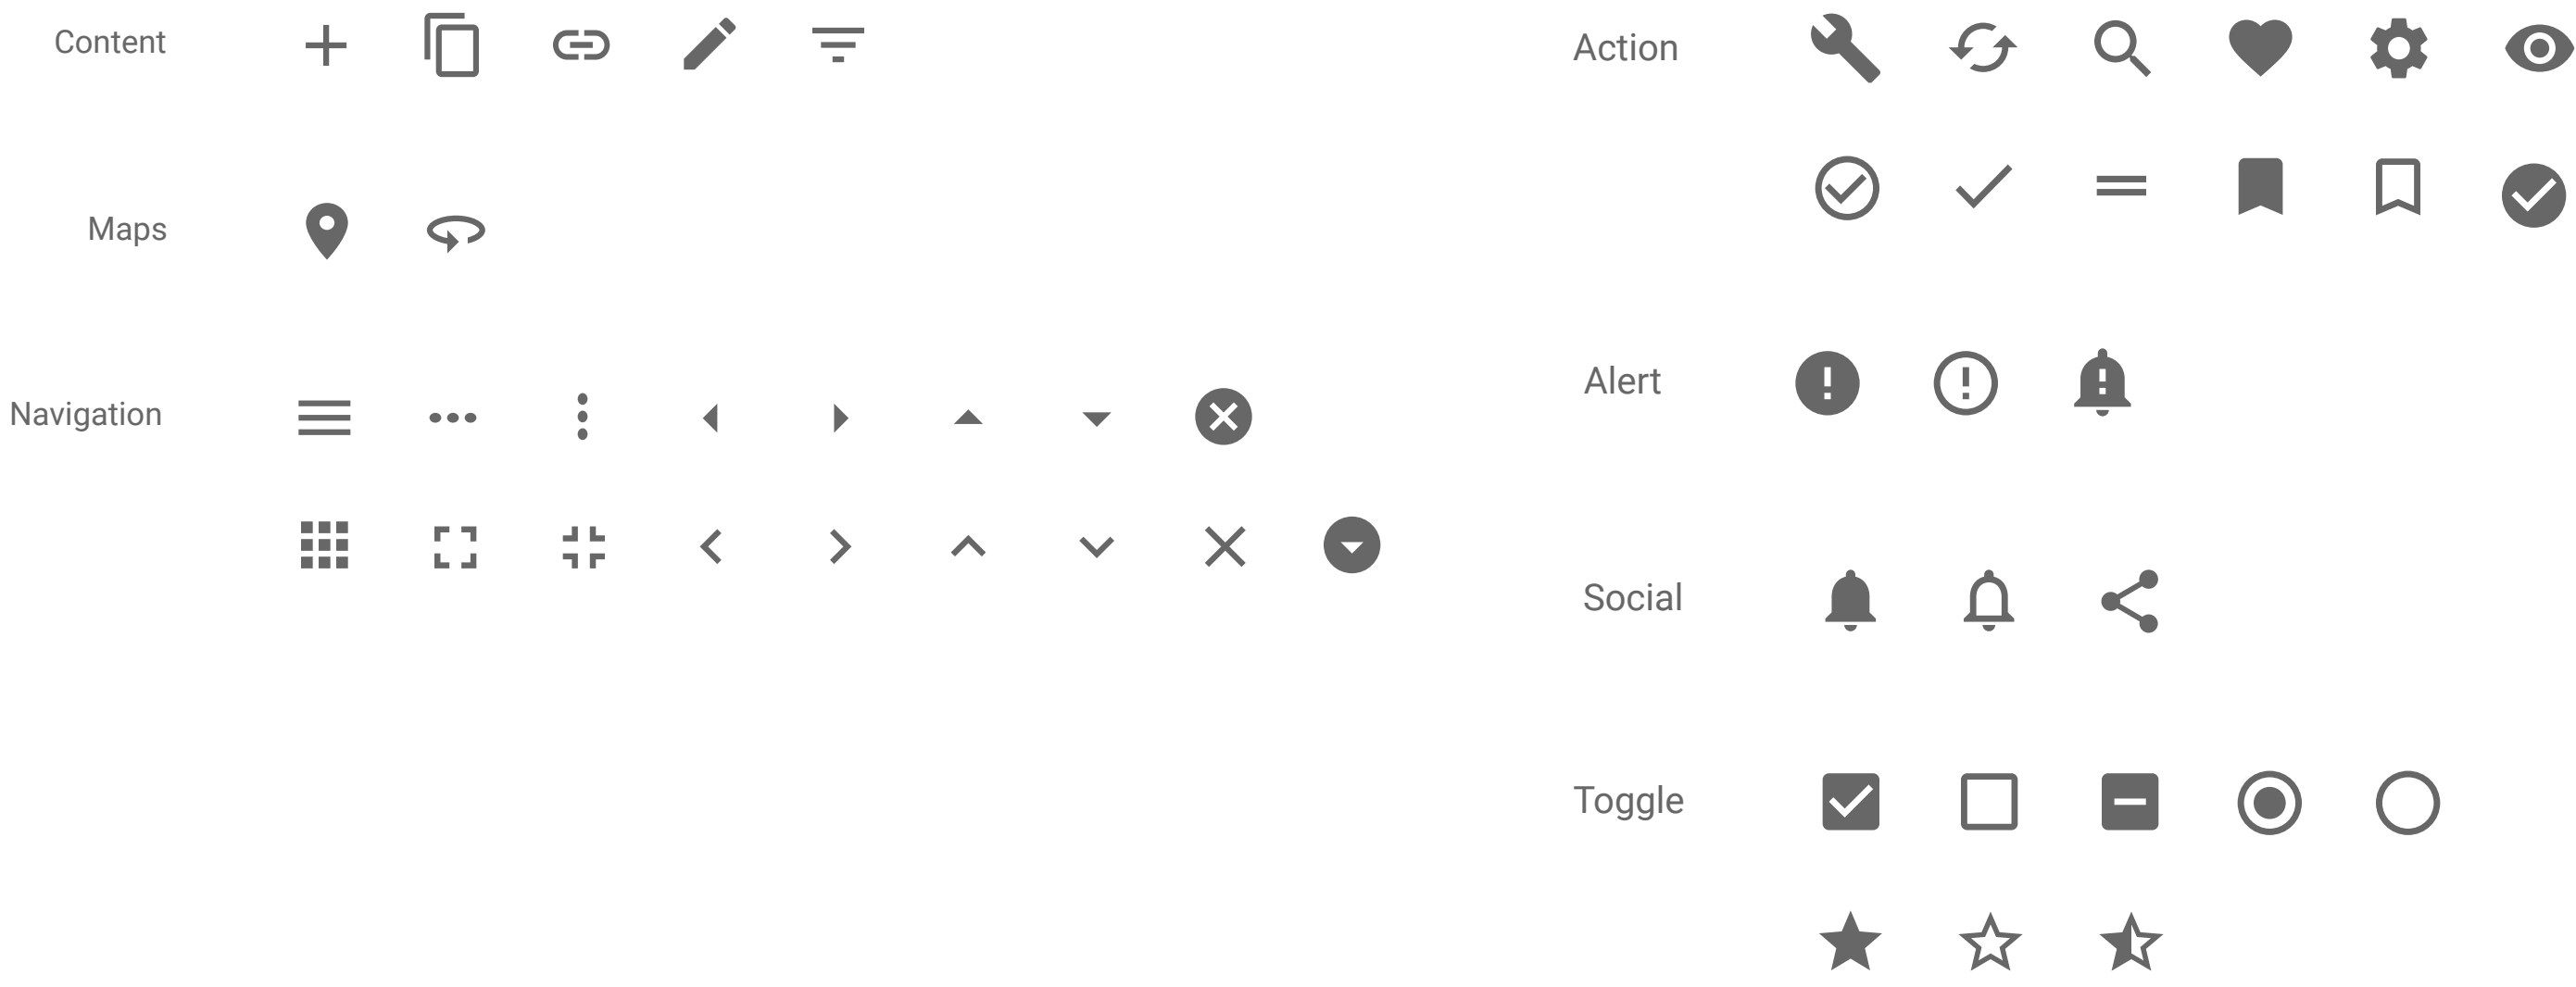 Content
Maps
Navigation
Action
Alert
Social
Toggle